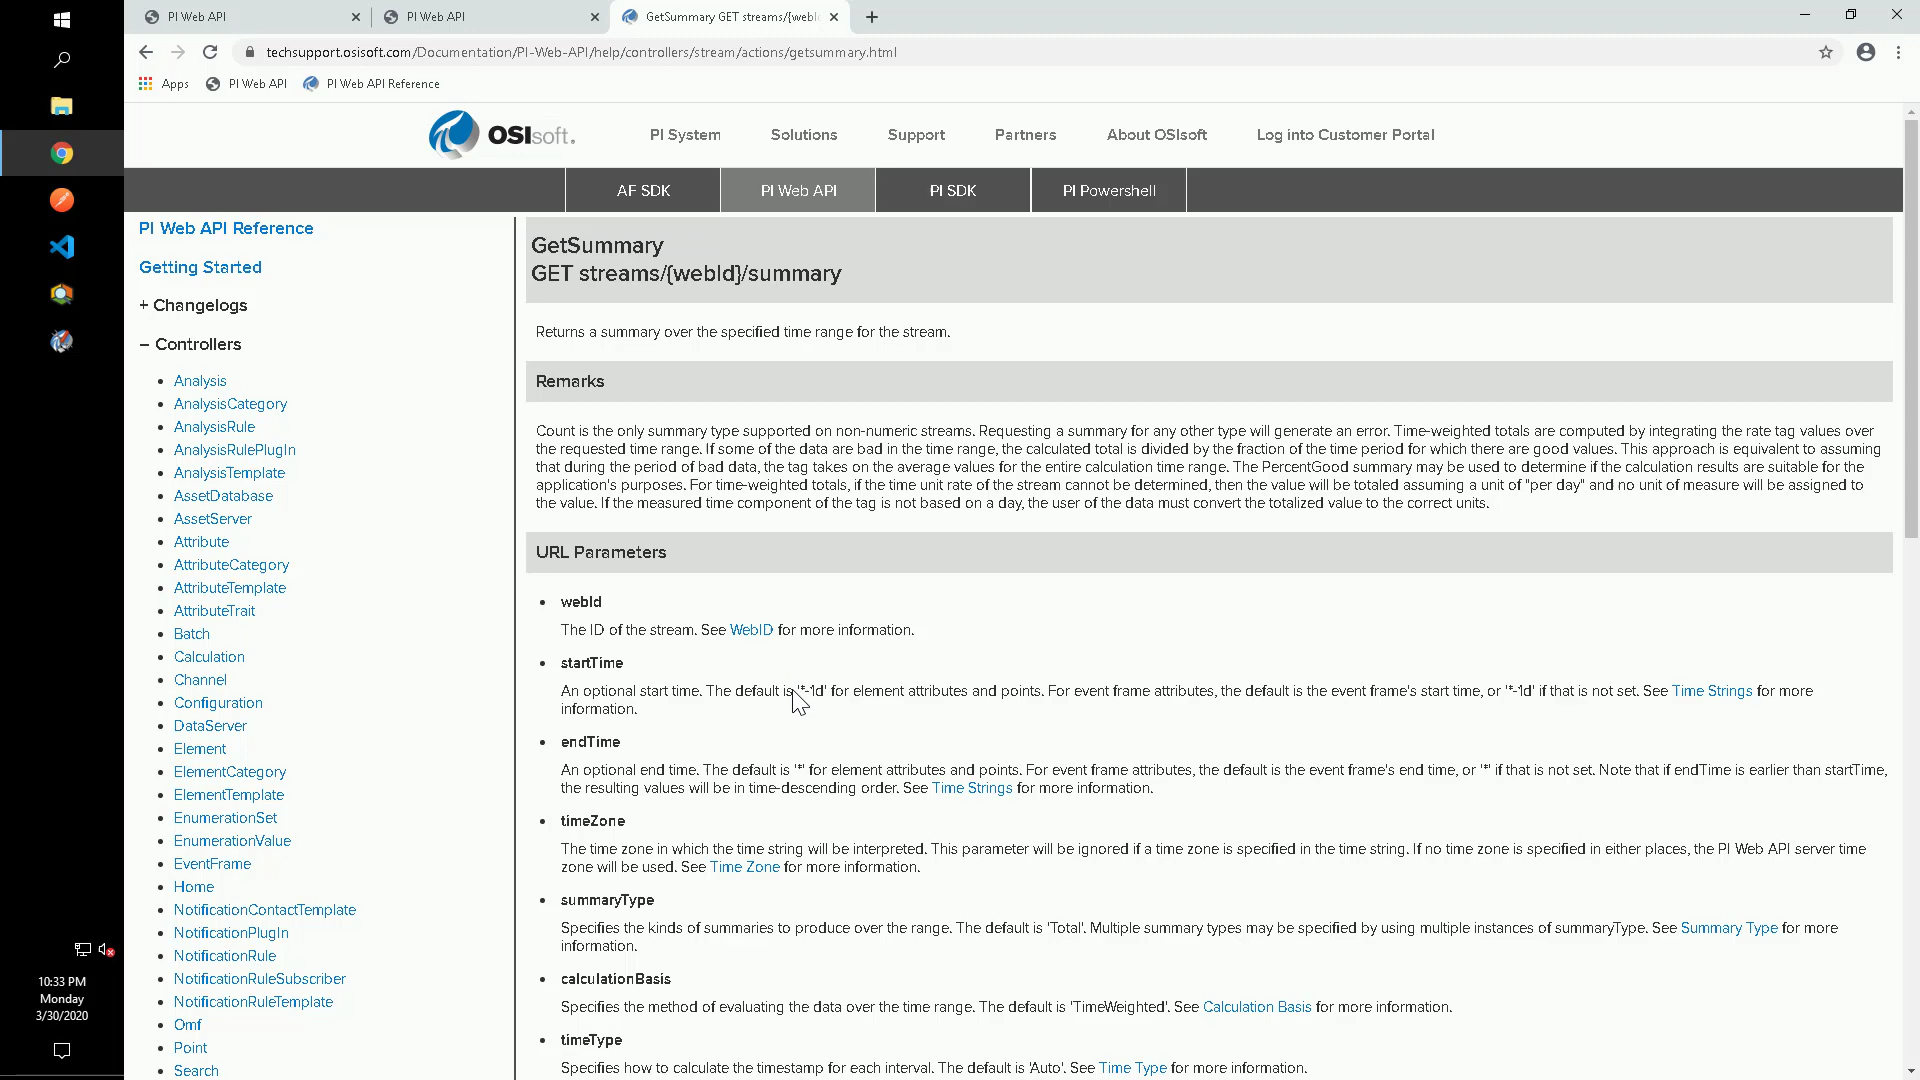 PI Web API
PI Web API
GetSummary GET streams/{webI
techsupport.osisoft.com/Documentation/PI-Web-API/help/controllers/stream/actions/getsummary.html
Apps
PI Web API
PI Web API Reference
OSIsoft.
PI System
Solutions
Support
Partners
About OSIsoft
Log into Customer Portal
AF SDK
PI Web API
PI SDK
PI Powershell
PI Web API Reference
Getting Started
+ Changelogs
– Controllers
Analysis
AnalysisCategory
AnalysisRule
AnalysisRulePlugIn
AnalysisTemplate
AssetDatabase
AssetServer
Attribute
AttributeCategory
AttributeTemplate
AttributeTrait
Batch
Calculation
Channel
Configuration
DataServer
Element
ElementCategory
ElementTemplate
EnumerationSet
EnumerationValue
EventFrame
Home
NotificationContactTemplate
NotificationPlugIn
NotificationRule
NotificationRuleSubscriber
NotificationRuleTemplate
Omf
Point
Search
GetSummary
GET streams/{webId}/summary
Returns a summary over the specified time range for the stream.
Remarks
Count is the only summary type supported on non-numeric streams. Requesting a summary for any other type will generate an error. Time-weighted totals are computed by integrating the rate tag values over
the requested time range. If some of the data are bad in the time range, the calculated total is divided by the fraction of the time period for which there are good values. This approach is equivalent to assuming
that during the period of bad data, the tag takes on the average values for the entire calculation time range. The PercentGood summary may be used to determine if the calculation results are suitable for the
application's purposes. For time-weighted totals, if the time unit rate of the stream cannot be determined, then the value will be totaled assuming a unit of "per day" and no unit of measure will be assigned to
the value. If the measured time component of the tag is not based on a day, the user of the data must convert the totalized value to the correct units.
URL Parameters
webId
The ID of the stream. See WebID for more information.
startTime
An optional start time. The default is '*-1d' for element attributes and points. For event frame attributes, the default is the event frame's start time, or '*-1d' if that is not set. See Time Strings for more
information.
endTime
An optional end time. The default is '*' for element attributes and points. For event frame attributes, the default is the event frame's end time, or '*' if that is not set. Note that if endTime is earlier than startTime,
the resulting values will be in time-descending order. See Time Strings for more information.
timeZone
The time zone in which the time string will be interpreted. This parameter will be ignored if a time zone is specified in the time string. If no time zone is specified in either places, the PI Web API server time
zone will be used. See Time Zone for more information.
summaryType
Specifies the kinds of summaries to produce over the range. The default is 'Total'. Multiple summary types may be specified by using multiple instances of summaryType. See Summary Type for more
information.
calculationBasis
Specifies the method of evaluating the data over the time range. The default is 'TimeWeighted'. See Calculation Basis for more information.
timeType
Specifies how to calculate the timestamp for each interval. The default is 'Auto'. See Time Type for more information.
10:33 PM
Monday
3/30/2020